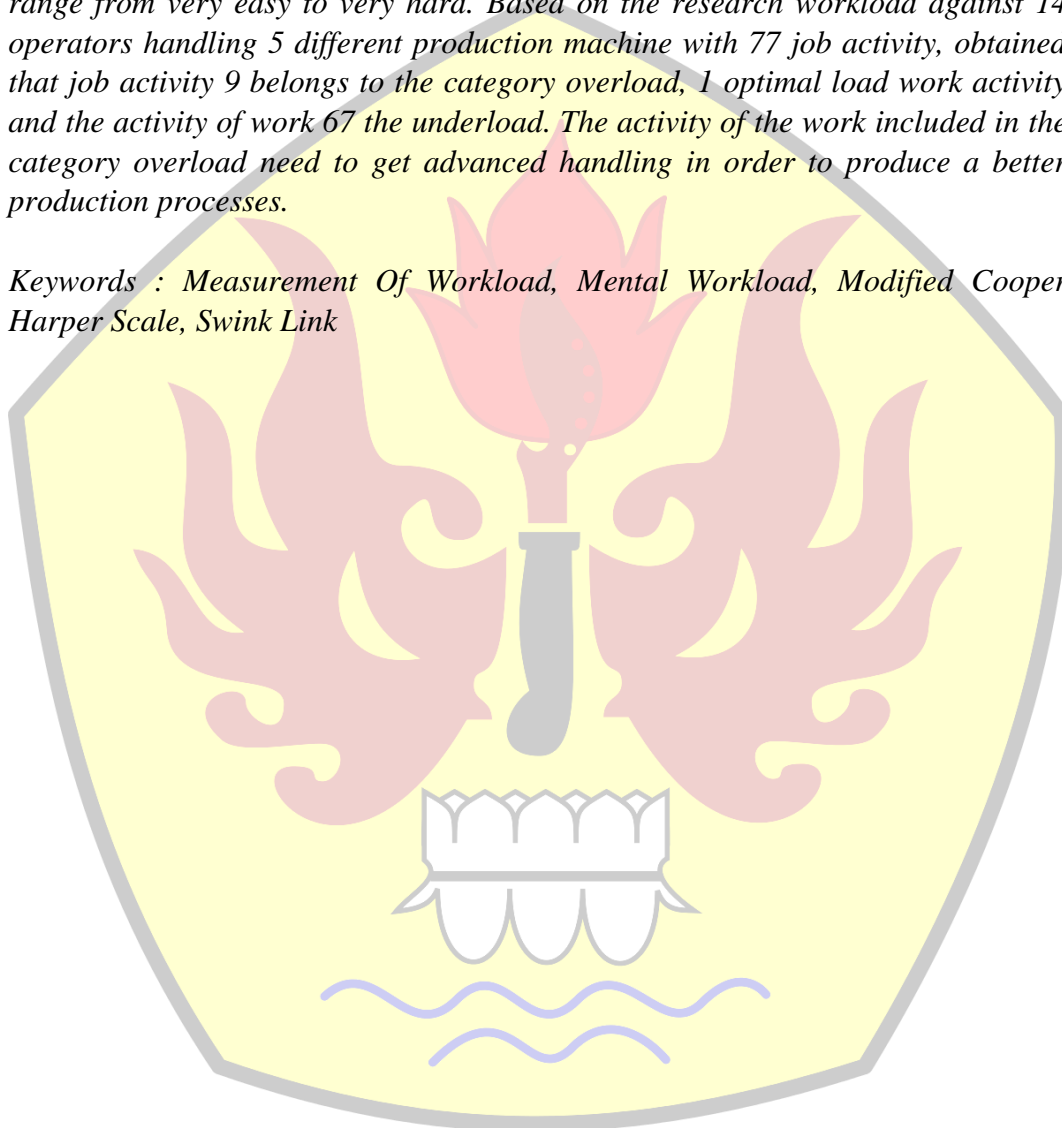 range from very easy to very hard. Based on the research workload against 14
operators handling 5 different production machine with 77 job activity, obtained
that job activity 9 belongs to the category overload, 1 optimal load work activity
and the activity of work 67 the underload. The activity of the work included in the
category overload need to get advanced handling in order to produce a better
production processes.
Keywords : Measurement Of Workload, Mental Workload, Modified Cooper
Harper Scale, Swink Link